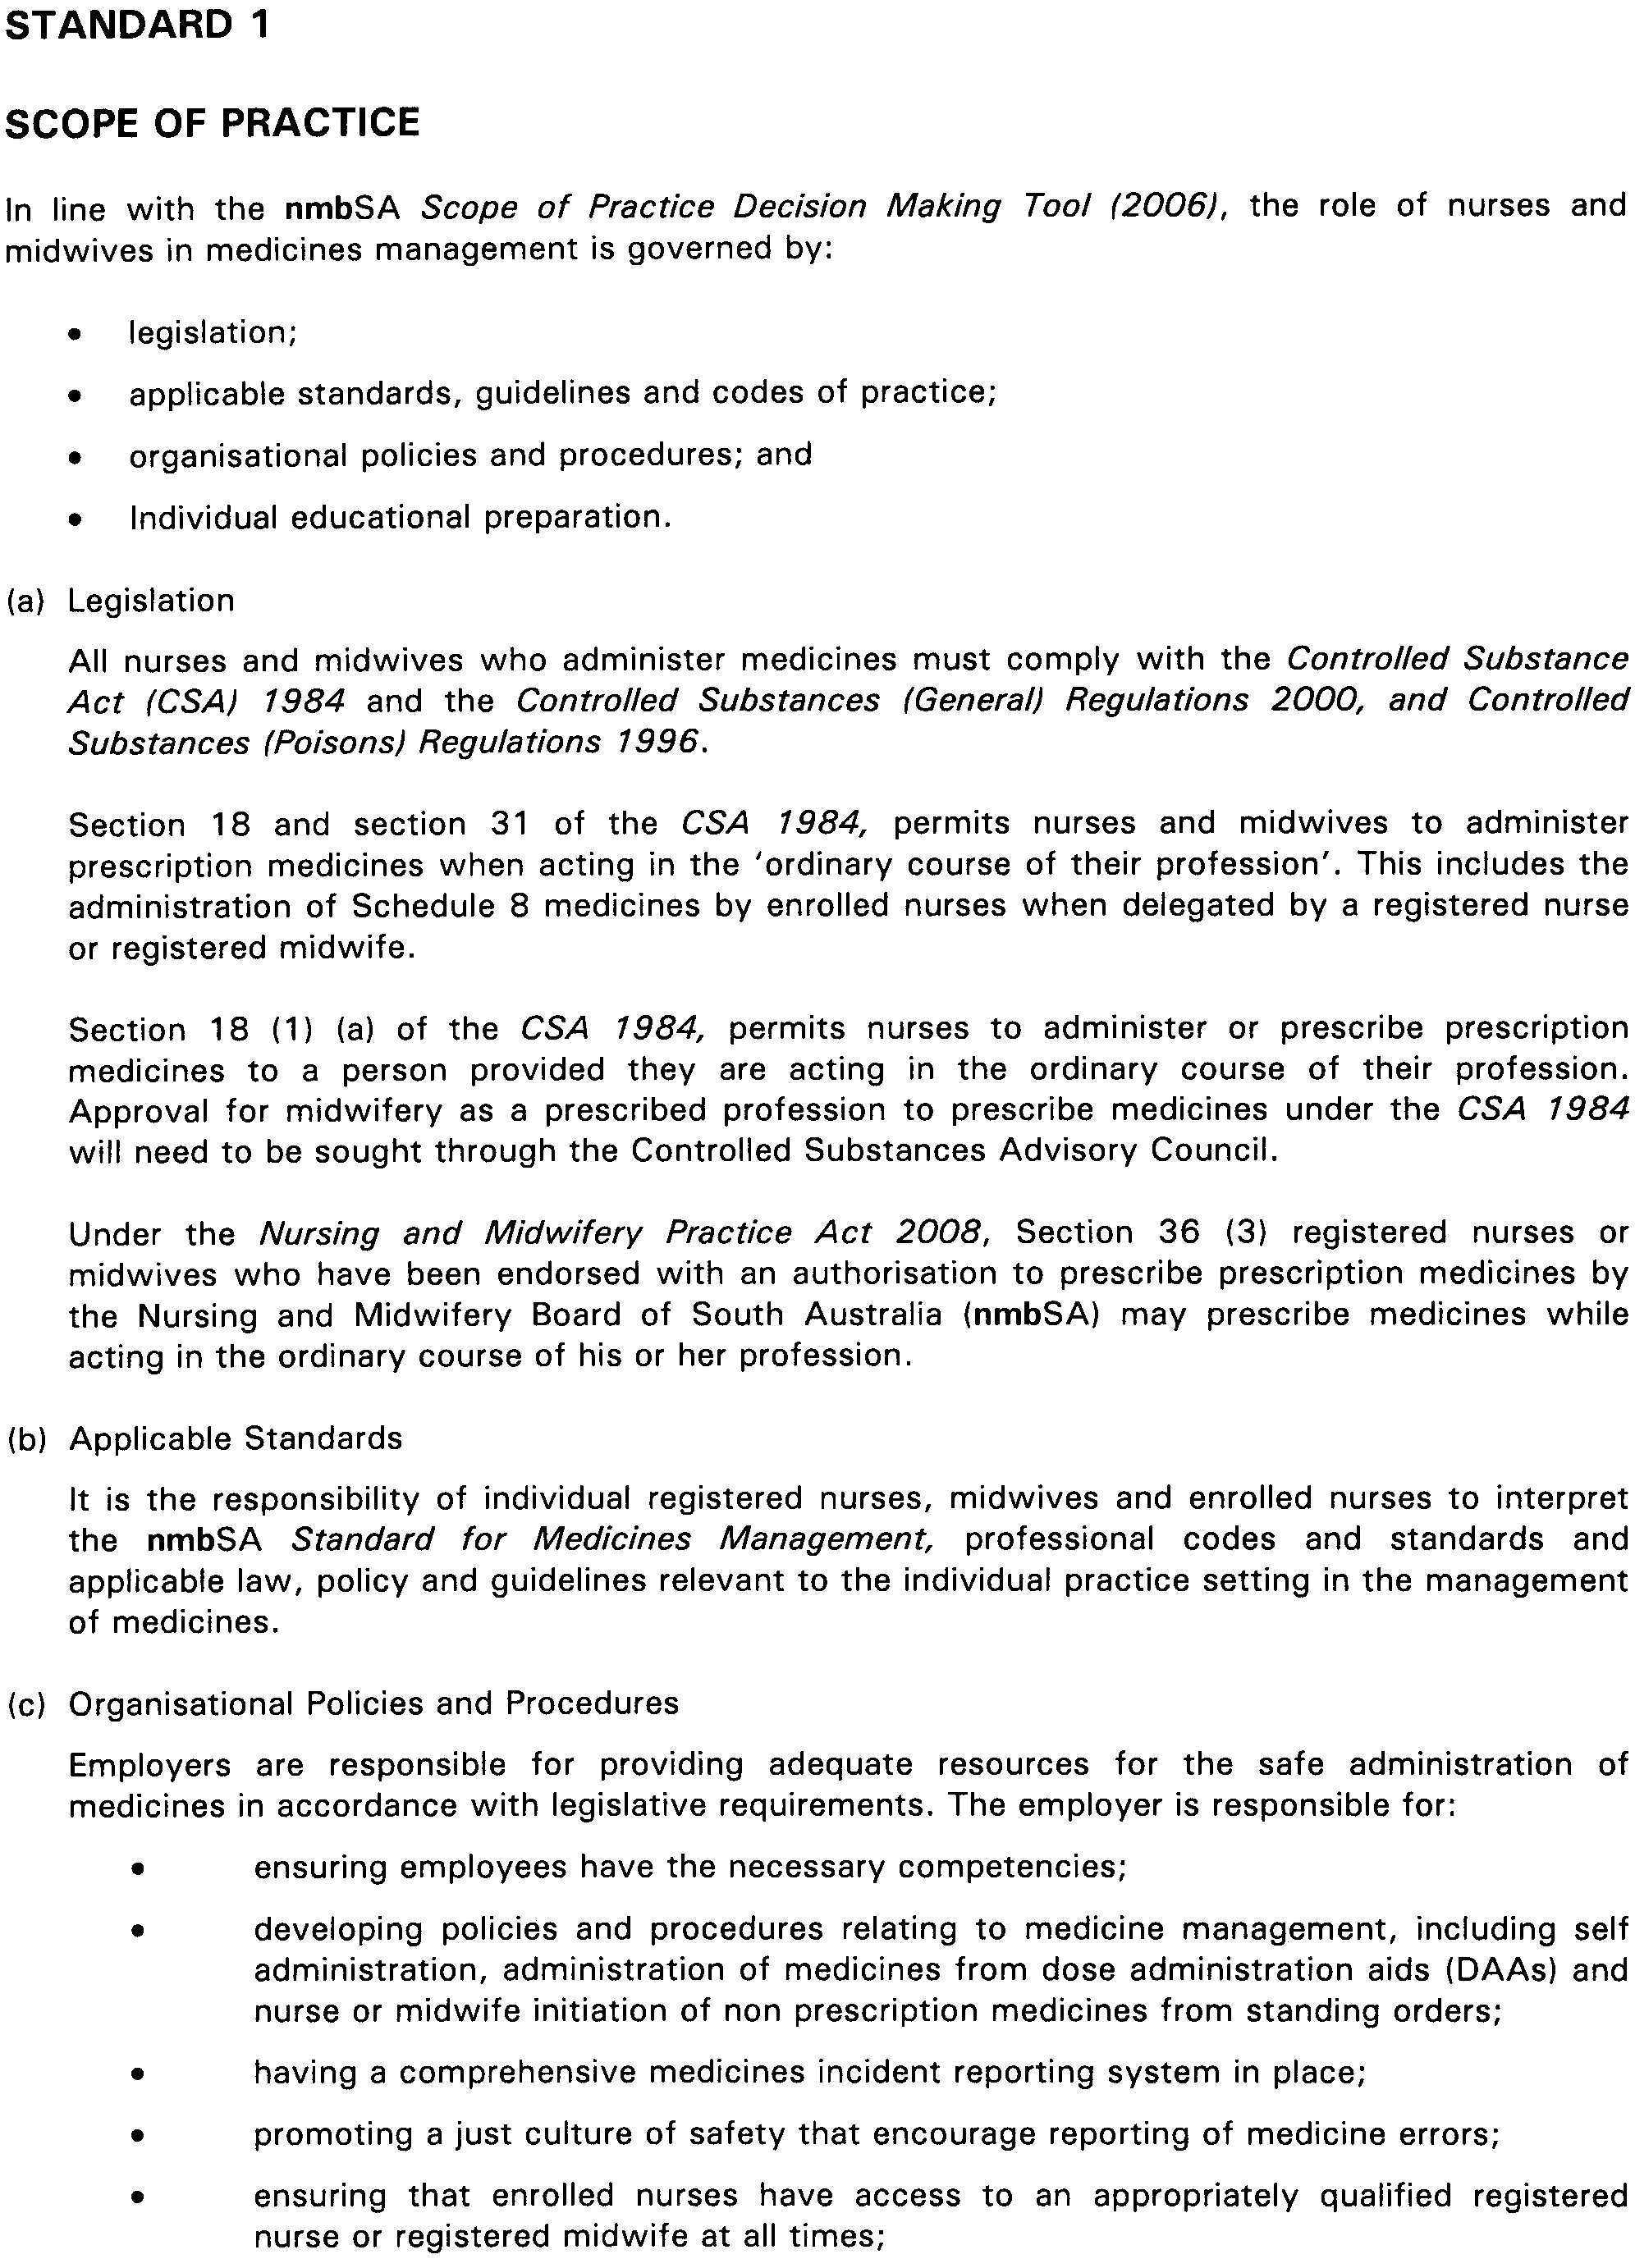 STANDARD 1
SCOPE OF PRACTICE
In line with the nmbSA Scope of Practice Decision Making Tool (2006), the role of nurses and
midwives in medicines management is governed by:
• legislation;
• applicable standards, guidelines and codes of practice;
• organisational policies and procedures; and
• Individual educational preparation.
(a) Legislation
All nurses and midwives who administer medicines must comply with the Controlled Substance
Act (CSA) 1984 and the Controlled Substances (General) Regulations 2000, and Controlled
Substances (Poisons) Regulations 1996.
Section 18 and section 31 of the CSA 1984, permits nurses and midwives to administer
prescription medicines when acting in the 'ordinary course of their profession'. This includes the
administration of Schedule 8 medicines by enrolled nurses when delegated by a registered nurse
or registered midwife.
Section 18 (1) (a) of the CSA 1984, permits nurses to administer or prescribe prescription
medicines to a person provided they are acting in the ordinary course of their profession.
Approval for midwifery as a prescribed profession to prescribe medicines under the CSA 1984
will need to be sought through the Controlled Substances Advisory Council.
Under the Nursing and Midwifery Practice Act 2008, Section 36 (3) registered nurses or
midwives who have been endorsed with an authorisation to prescribe prescription medicines by
the Nursing and Midwifery Board of South Australia (nmbSA) may prescribe medicines while
acting in the ordinary course of his or her profession.
(b) Applicable Standards
It is the responsibility of individual registered nurses, midwives and enrolled nurses to interpret
the nmbSA Standard for Medicines Management, professional codes and standards and
applicable law, policy and guidelines relevant to the individual practice setting in the management
of medicines.
(c) Organisational Policies and Procedures
Employers are responsible for providing adequate resources for the safe administration of
medicines in accordance with legislative requirements. The employer is responsible for:
• ensuring employees have the necessary competencies;
• developing policies and procedures relating to medicine management, including self
administration, administration of medicines from dose administration aids (DAAs) and
nurse or midwife initiation of non prescription medicines from standing orders;
• having a comprehensive medicines incident reporting system in place;
• promoting a just culture of safety that encourage reporting of medicine errors;
• ensuring that enrolled nurses have access to an appropriately qualified registered
nurse or registered midwife at all times;